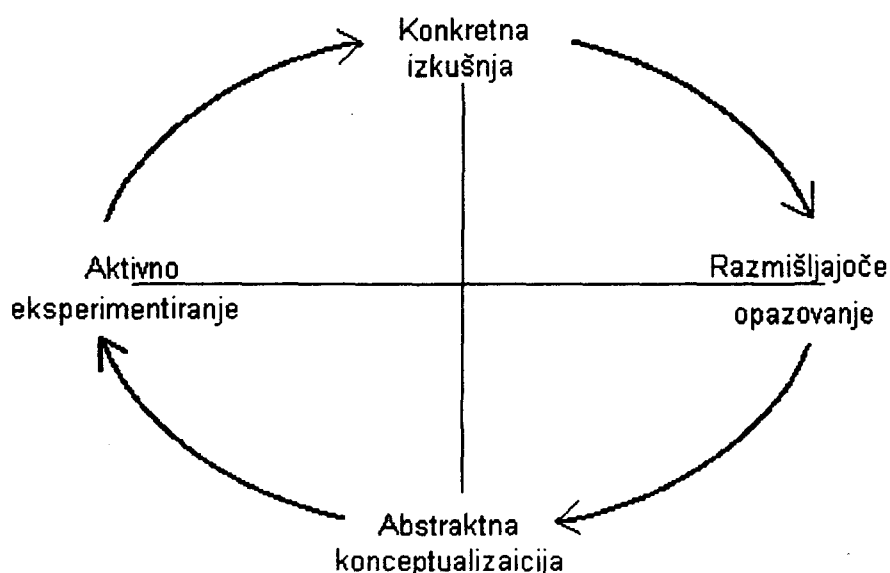 Konkretna
izkušnja
Aktivno
eksperimentiranje
Razmišljajoče
opazovanje
Abstraktna
konceptualizaicija